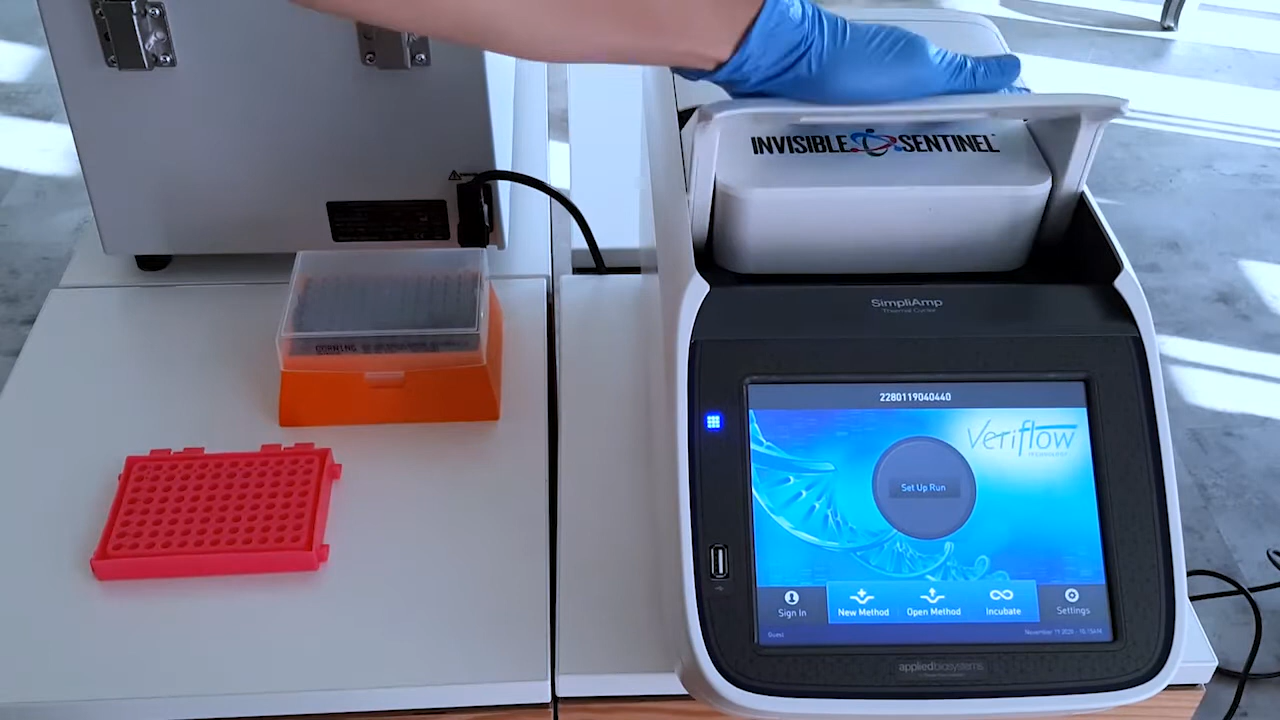 INVISIBLE SENTINEL
CORNING
SimpliAmp
Thermal Cycler
2280119040440
Veriflow
Set Up Run
Sign In
New Method
Open Method
Incubate
Settings
Guest
appliedbiosystems